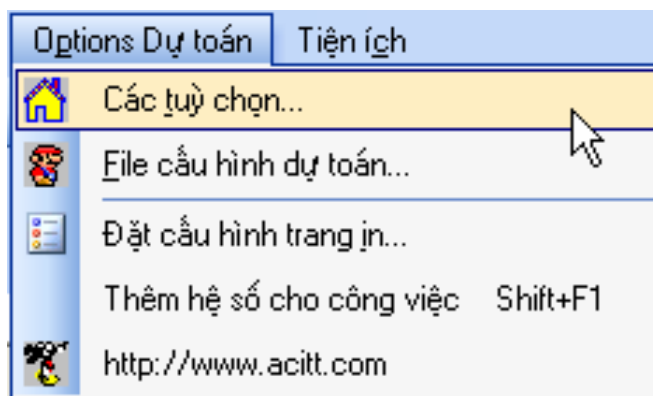 Options Dự toán Tiện ích
Các tuỳ chọn...
File cấu hình dự toán...
Đặt cấu hình trang in...
Thêm hệ số cho công việc Shift+F1
http://www.acitt.com